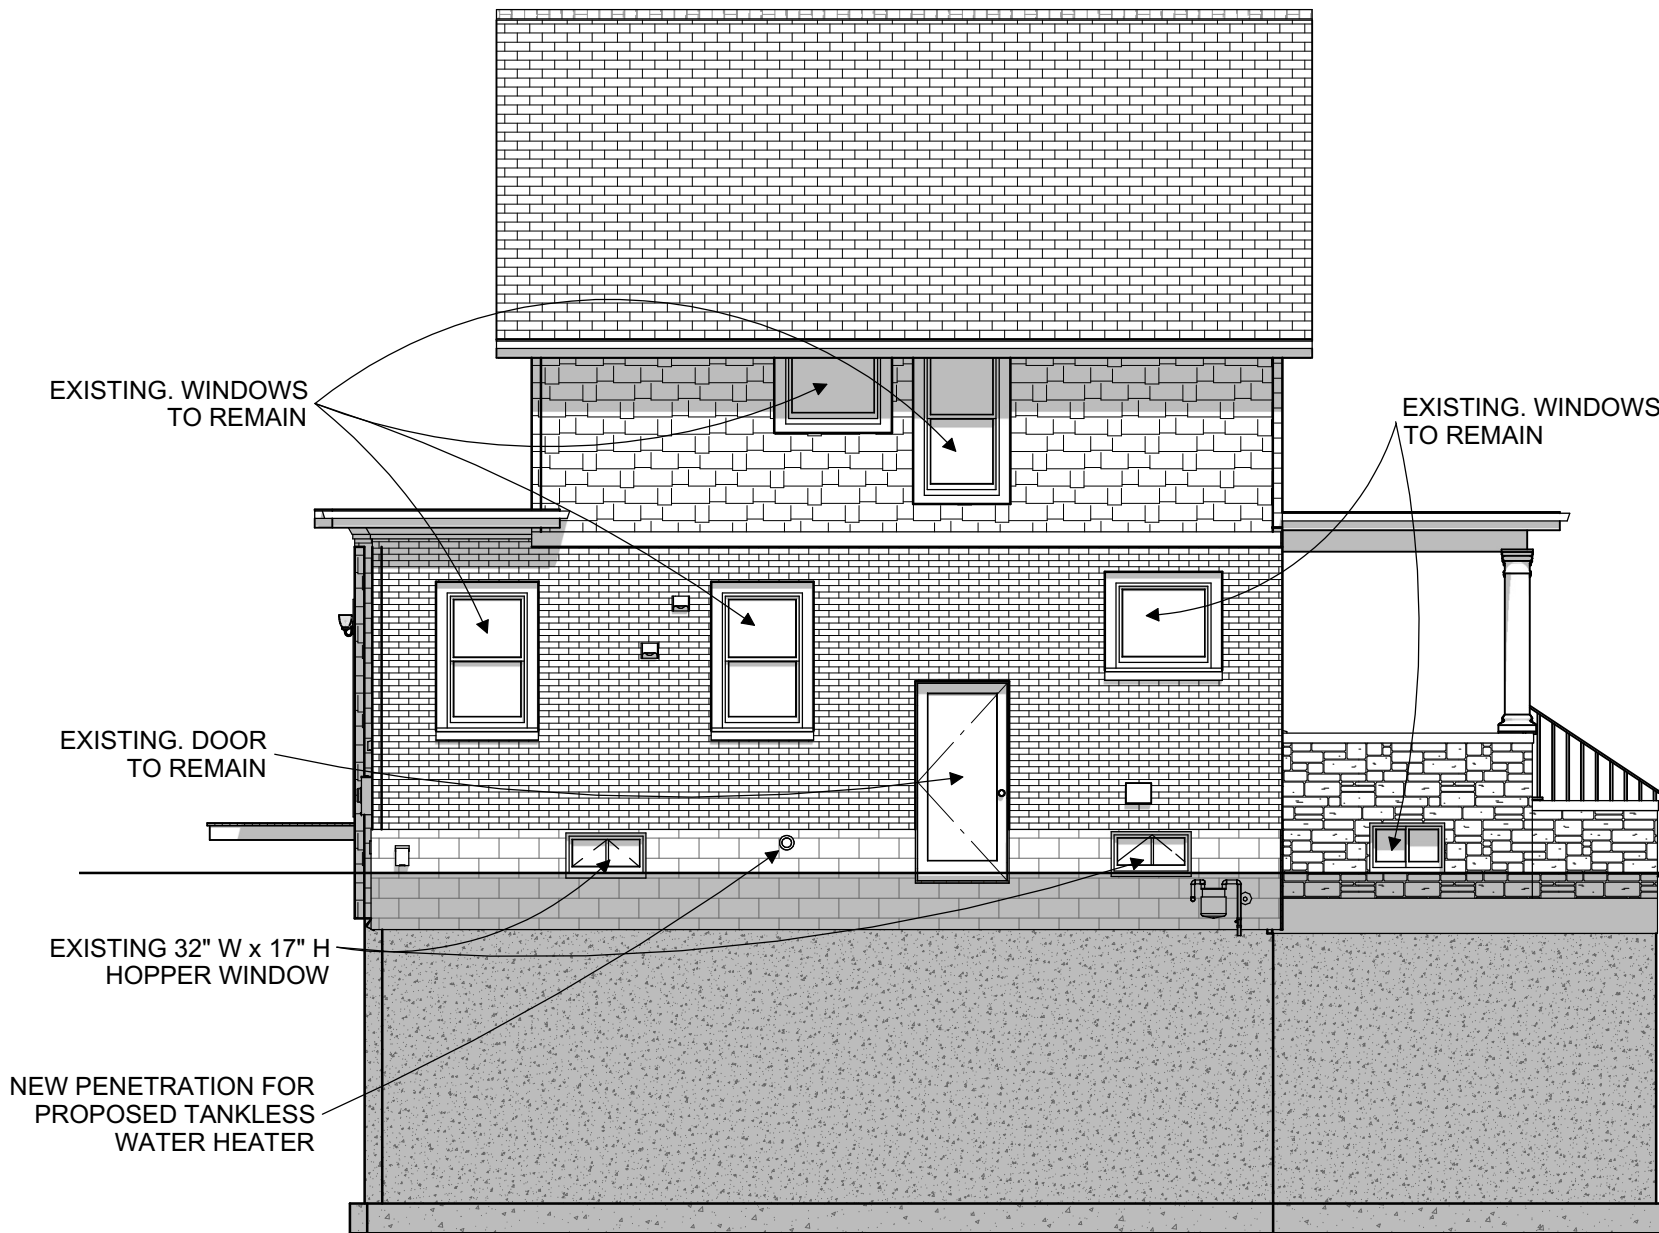 EXISTING. WINDOWS
TO REMAIN
EXISTING. WINDOWS
TO REMAIN
EXISTING. DOOR
TO REMAIN
EXISTING 32" W x 17" H
HOPPER WINDOW
NEW PENETRATION FOR
PROPOSED TANKLESS
WATER HEATER